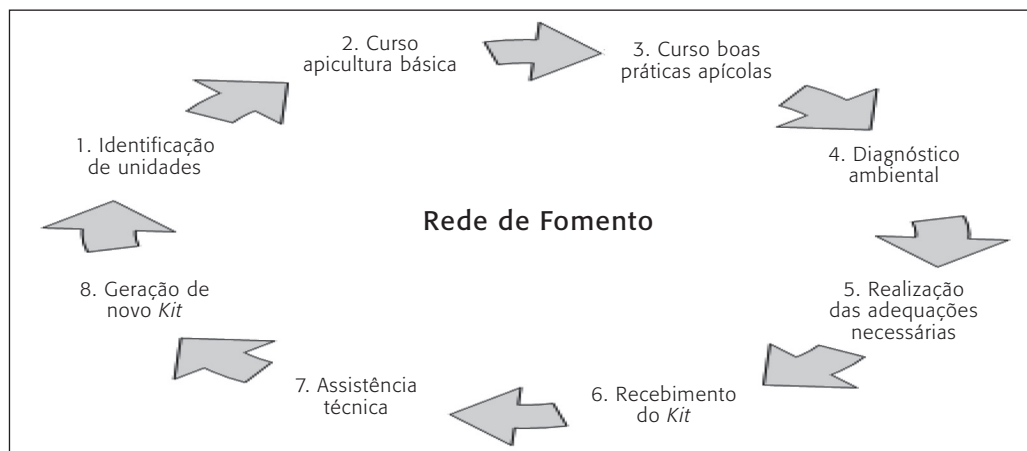 2. Curso
apicultura básica
3. Curso boas
práticas apícolas
1. Identificação
de unidades
4. Diagnóstico
ambiental
Rede de Fomento
8. Geração de
novo Kit
5. Realização
das adequações
necessárias
7. Assistência
técnica
6. Recebimento
do Kit